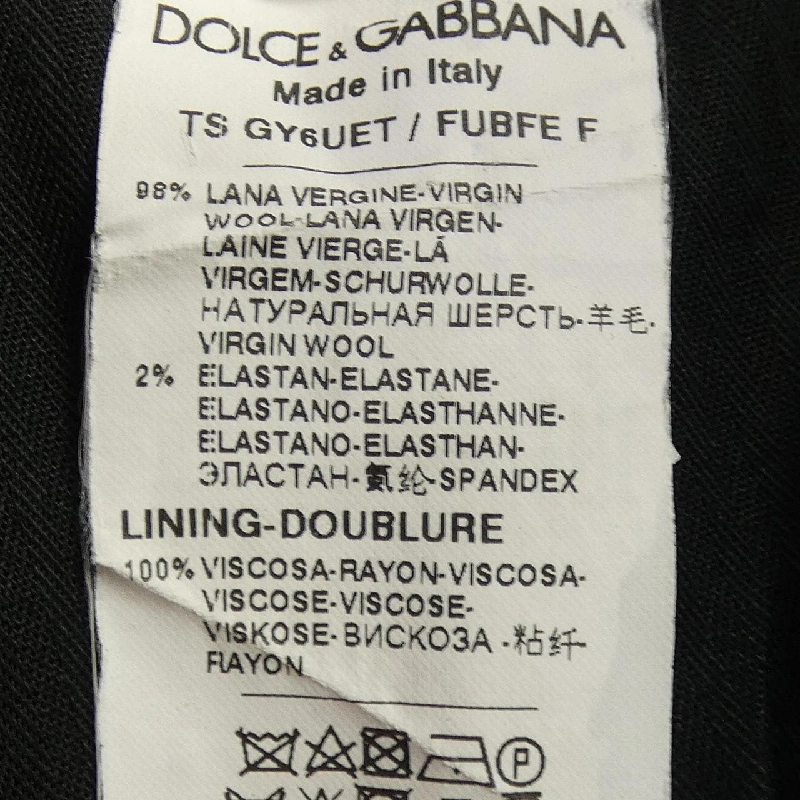 DOLCE & GABBANA
Made in Italy
TS GY6UET / FUBFE F
98% LANA VERGINE-VIRGIN
WOOL-LANA VIRGEN-
LAINE VIERGE-LÃ
VIRGEM-SCHURWOLLE-
НАТУРАЛЬНАЯ ШЕРСТЬ-羊毛-
VIRGIN WOOL
2% ELASTAN-ELASTANE-
ELASTANO-ELASTHANNE-
ELASTANO-ELASTHAN-
ЭЛАСТАН-氨纶-SPANDEX
LINING-DOUBLURE
100% VISCOSA-RAYON-VISCOSA-
VISCOSE-VISCOSE-
VISKOSE-ВИСКОЗА -粘纤-
RAYON
P